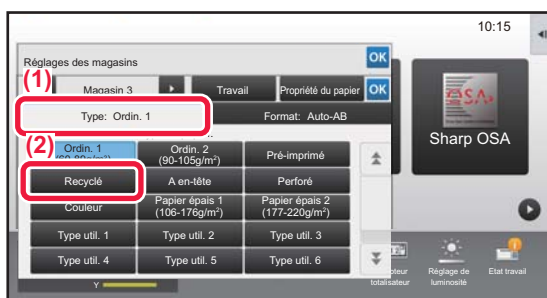 10:15
Réglages des magasins
OK
(1)
Magasin 3
Travail
Propriété du papier
OK
Type: Ordin. 1
Format: Auto-AB
(2)
Ordin. 1
Ordin. 2
(90-105g/m²)
Pré-imprimé
Recyclé
A en-tête
Perforé
Couleur
Papier épais 1
(106-176g/m²)
Papier épais 2
(177-220g/m²)
Type util. 1
Type util. 2
Type util. 3
Type util. 4
Type util. 5
Type util. 6
Y
OSA
Sharp OSA
totalisateur
Réglage de
luminosité
Etat travail